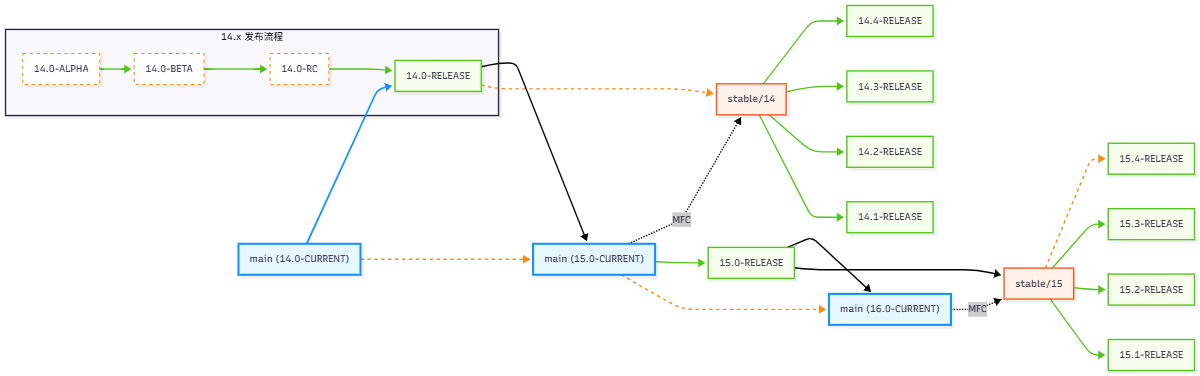 14.x 发布流程
14.0-ALPHA
14.0-BETA
14.0-RC
14.0-RELEASE
stable/14
14.4-RELEASE
14.3-RELEASE
14.2-RELEASE
14.1-RELEASE
MFC
main (14.0-CURRENT)
main (15.0-CURRENT)
15.0-RELEASE
main (16.0-CURRENT)
MFC
stable/15
15.4-RELEASE
15.3-RELEASE
15.2-RELEASE
15.1-RELEASE